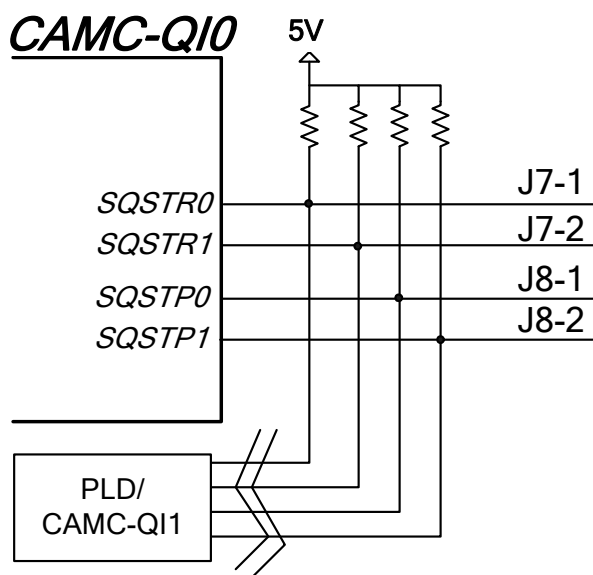 CAMC-QI0
5V
SQSTR0
J7-1
SQSTR1
J7-2
SQSTP0
J8-1
SQSTP1
J8-2
PLD/
CAMC-QI1